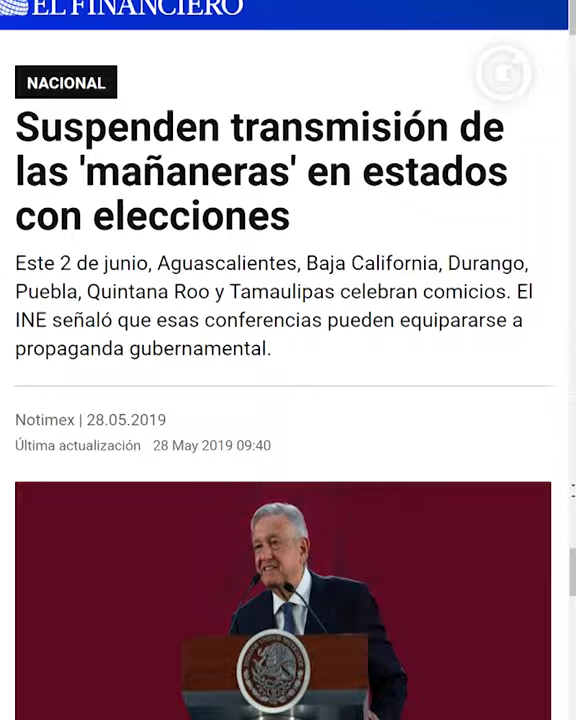 EL FINANCIERO
NACIONAL
Suspenden transmisión de
las 'mañaneras' en estados
con elecciones
Este 2 de junio, Aguascalientes, Baja California, Durango,
Puebla, Quintana Roo y Tamaulipas celebran comicios. El
INE señaló que esas conferencias pueden equipararse a
propaganda gubernamental.
Notimex | 28.05.2019
Última actualización 28 May 2019 09:40